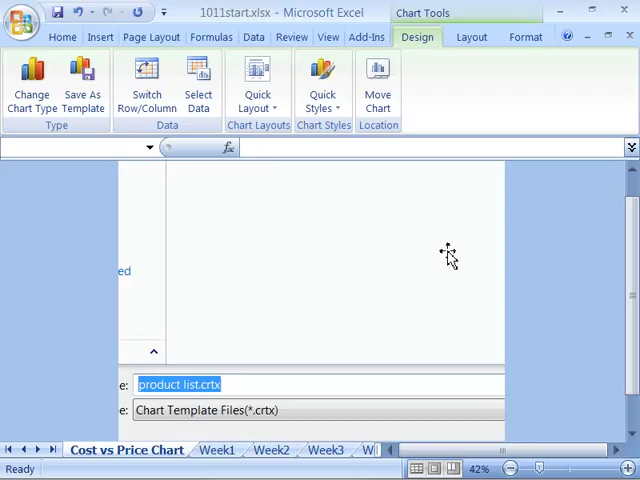 1011start.xlsx - Microsoft Excel
Chart Tools
Home Insert Page Layout Formulas Data Review View Add-Ins Design Layout Format
Change Chart Type
Save As Template
Switch Row/Column
Select Data
Quick Layout
Quick Styles
Move Chart
Type Data Chart Layouts Chart Styles Location
fx
ed
e: product list.crtx
e: Chart Template Files(*.crtx)
Cost vs Price Chart Week1 Week2 Week3 W
Ready 42%